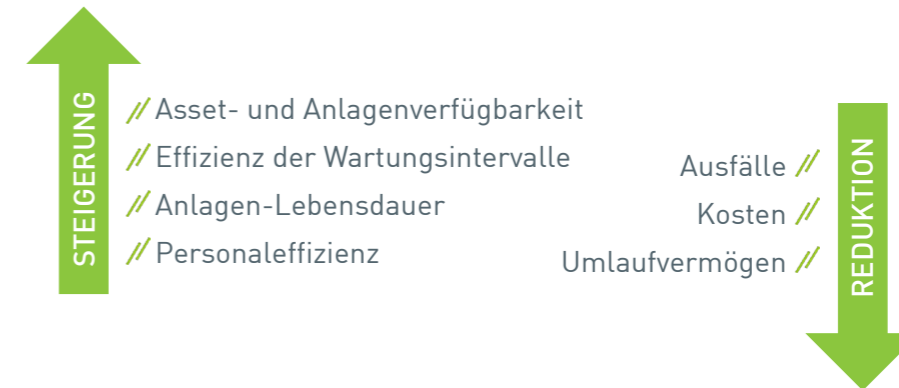 STEIGERUNG
// Asset- und Anlagenverfügbarkeit
// Effizienz der Wartungsintervalle
// Anlagen-Lebensdauer
// Personaleffizienz
Ausfälle //
Kosten //
Umlaufvermögen //
REDUKTION